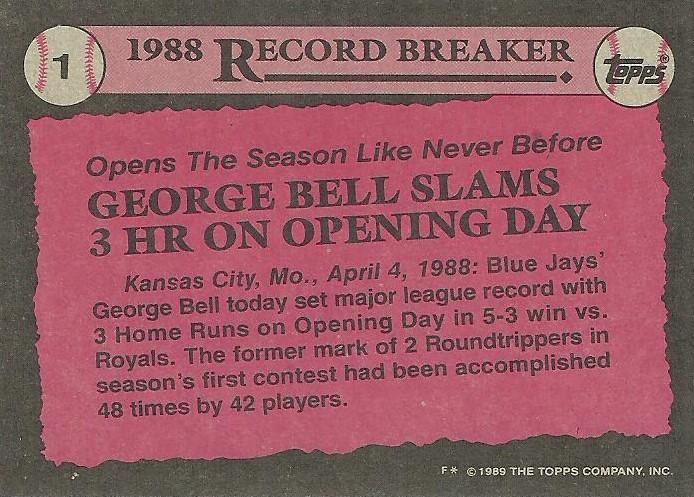 1 1988 RECORD BREAKER. TOPPS®
Opens The Season Like Never Before
GEORGE BELL SLAMS
3 HR ON OPENING DAY
Kansas City, Mo., April 4, 1988: Blue Jays'
George Bell today set major league record with
3 Home Runs on Opening Day in 5-3 win vs.
Royals. The former mark of 2 Roundtrippers in
season's first contest had been accomplished
48 times by 42 players.
F* © 1989 THE TOPPS COMPANY, INC.